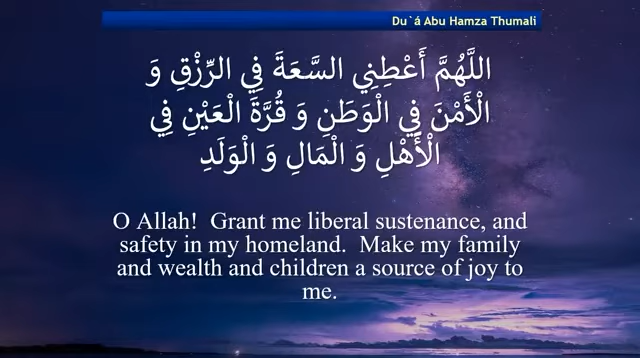 Du`á Abu Hamza Thumali
اللَّهُمَّ أَعْطِنِي السَّعَةَ فِي الرِّزْقِ وَ
الْأَمْنَ فِي الْوَطَنِ وَ قُرَّةَ الْعَيْنِ فِي
الْأَهْلِ وَ الْمَالِ وَ الْوَلَدِ
O Allah!  Grant me liberal sustenance, and
safety in my homeland.  Make my family
and wealth and children a source of joy to
me.